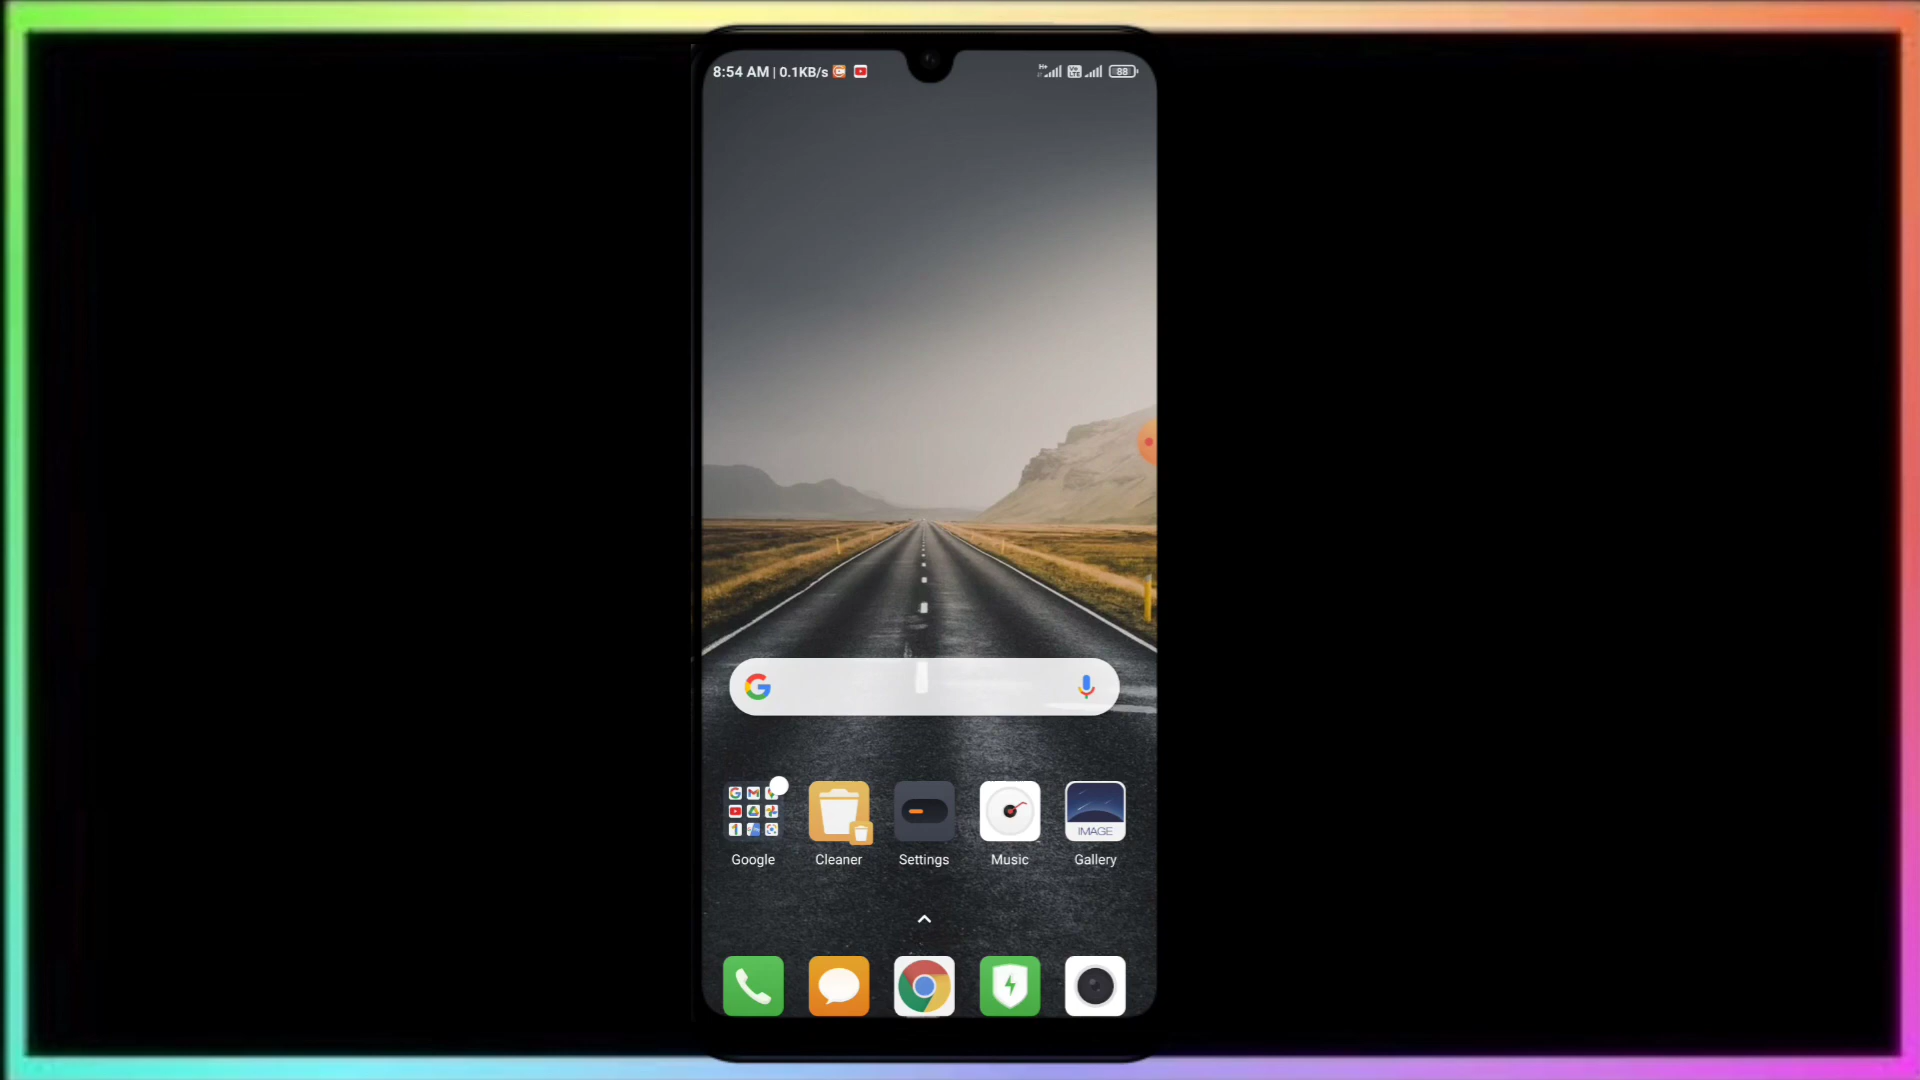 8:54 AM | 0.1KB/s
H+
88
Google
Cleaner
Settings
Music
IMAGE
Gallery